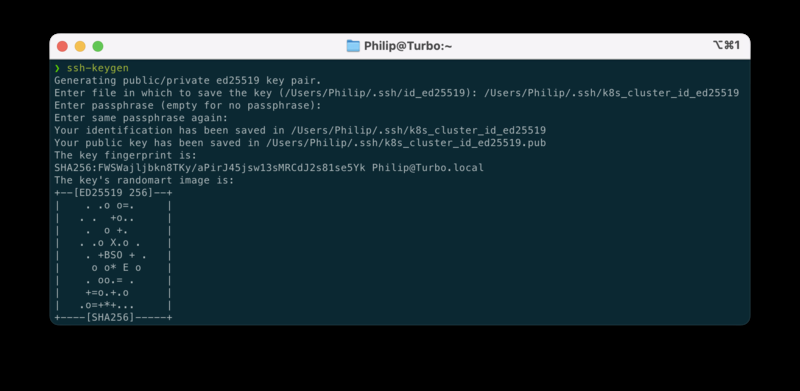 Philip@Turbo:~
⌥⌘1
❯ ssh-keygen
Generating public/private ed25519 key pair.
Enter file in which to save the key (/Users/Philip/.ssh/id_ed25519): /Users/Philip/.ssh/k8s_cluster_id_ed25519
Enter passphrase (empty for no passphrase):
Enter same passphrase again:
Your identification has been saved in /Users/Philip/.ssh/k8s_cluster_id_ed25519
Your public key has been saved in /Users/Philip/.ssh/k8s_cluster_id_ed25519.pub
The key fingerprint is:
SHA256:FWSWajljbkn8TKy/aPirJ45jsw13sMRCdJ2s81se5Yk Philip@Turbo.local
The key's randomart image is:
+--[ED25519 256]--+
|    . .o o=.     |
|   . .  +o..     |
|    .  o +.      |
|   . .o X.o .    |
|    . +BSO + .   |
|     o o* E o    |
|    . oo.= .     |
|    +=o.+.o      |
|   .o=+*+...     |
+----[SHA256]-----+